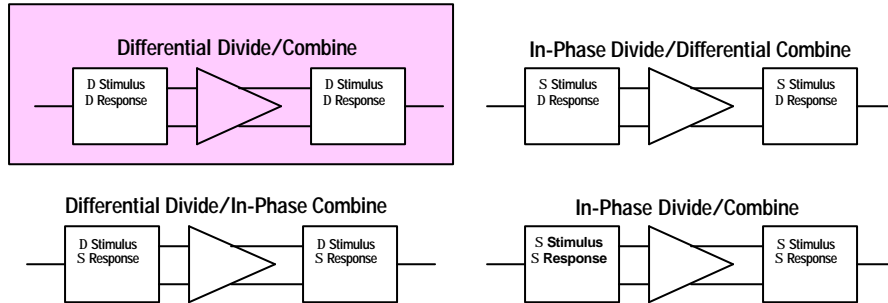 Differential Divide/Combine
D Stimulus
D Response
D Stimulus
D Response
In-Phase Divide/Differential Combine
S Stimulus
D Response
S Stimulus
D Response
Differential Divide/In-Phase Combine
D Stimulus
S Response
D Stimulus
S Response
In-Phase Divide/Combine
S Stimulus
S Response
S Stimulus
S Response